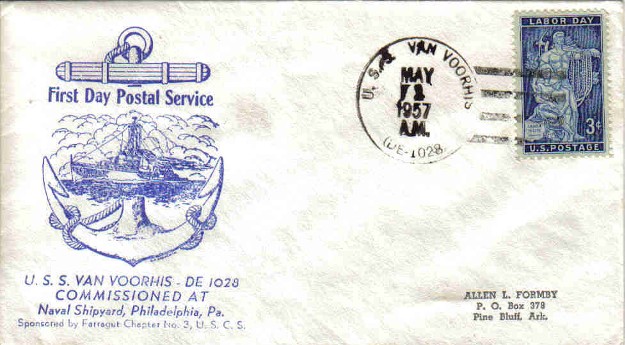 First Day Postal Service
U. S. S. VAN VOORHIS - DE 1028
COMMISSIONED AT
Naval Shipyard, Philadelphia, Pa.
Sponsored by Farragut Chapter No. 3, U. S. C. S.
U. S. S. VAN VOORHIS
MAY
1957
A.M.
(DE-1028
LABOR DAY
3¢
U.S. POSTAGE
ALLEN L. FORMBY
P. O. Box 378
Pine Bluff, Ark.